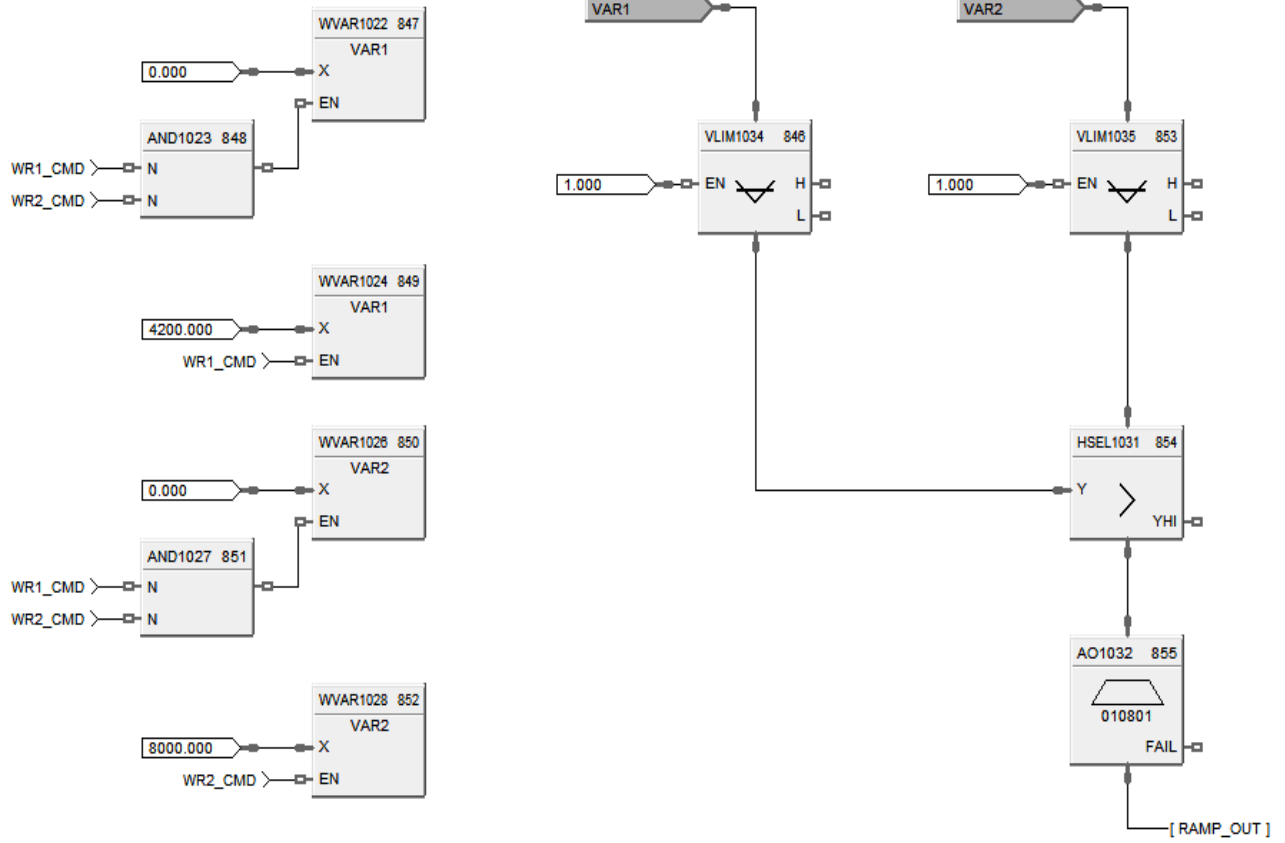 VAR1
VAR2
WVAR1022 847
VAR1
0.000
X
EN
AND1023 848
WR1_CMD
N
WR2_CMD
N
VLIM1034 846
1.000
EN
H
L
VLIM1035 853
1.000
EN
H
L
WVAR1024 849
VAR1
4200.000
X
WR1_CMD
EN
WVAR1026 850
VAR2
0.000
X
EN
AND1027 851
WR1_CMD
N
WR2_CMD
N
HSEL1031 854
Y
YHI
WVAR1028 852
VAR2
8000.000
X
WR2_CMD
EN
AO1032 855
010801
FAIL
[ RAMP_OUT ]